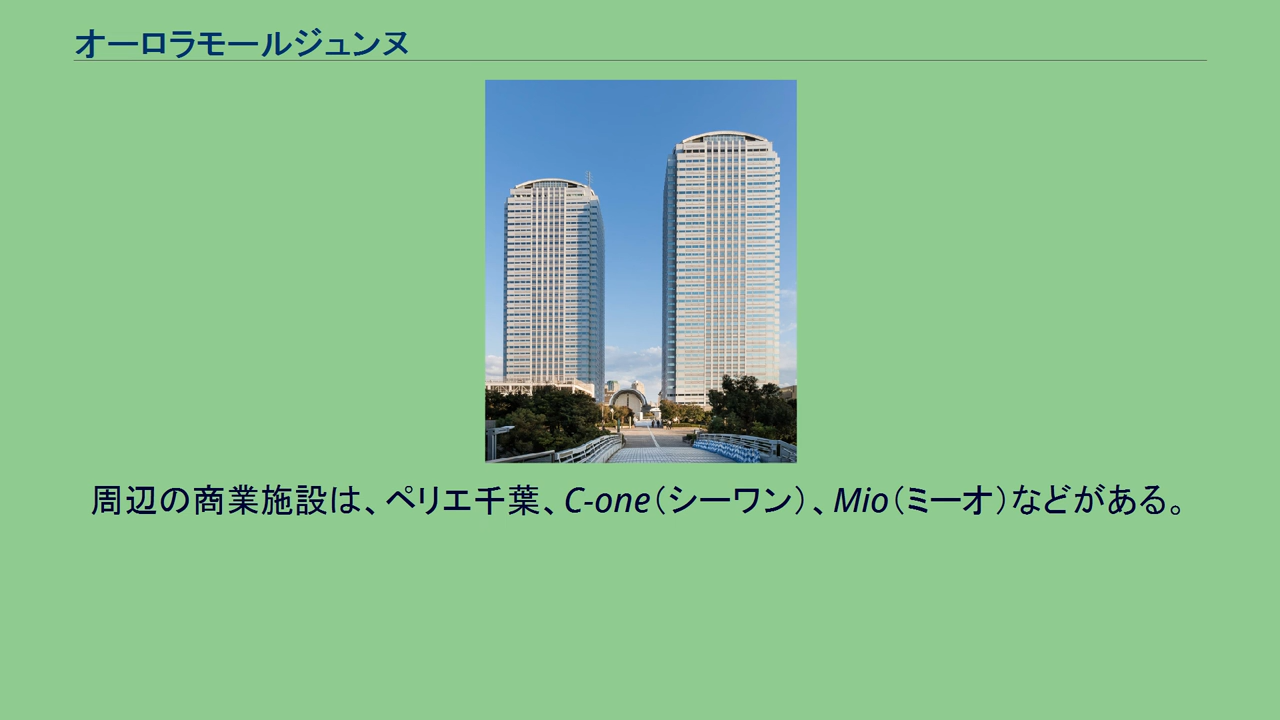 オーロラモールジュンヌ
周辺の商業施設は、ペリエ千葉、C-one（シーワン）、Mio（ミーオ）などがある。